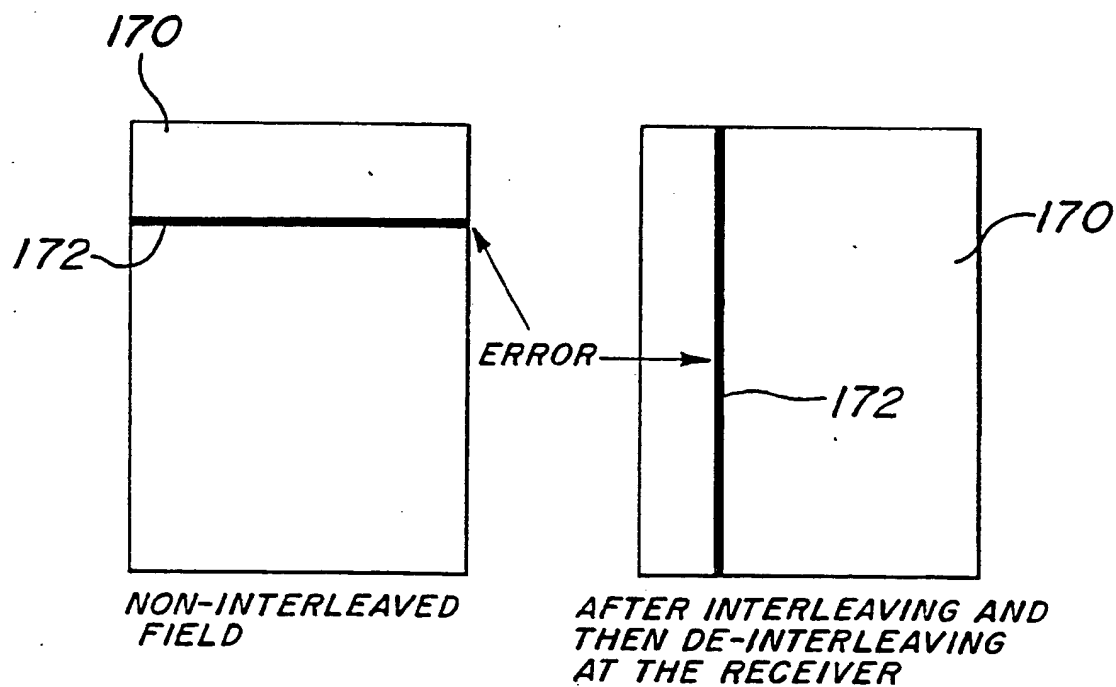 170
172
ERROR
170
172
NON-INTERLEAVED
FIELD
AFTER INTERLEAVING AND
THEN DE-INTERLEAVING
AT THE RECEIVER